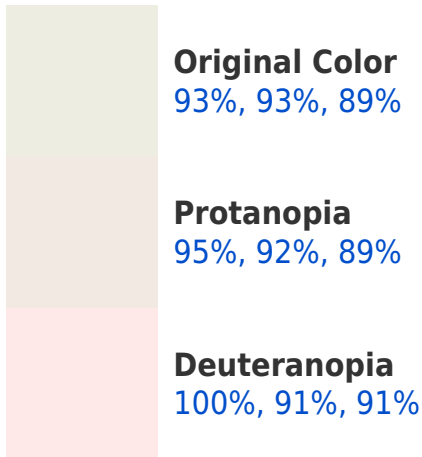 Original Color
93%, 93%, 89%
Protanopia
95%, 92%, 89%
Deuteranopia
100%, 91%, 91%